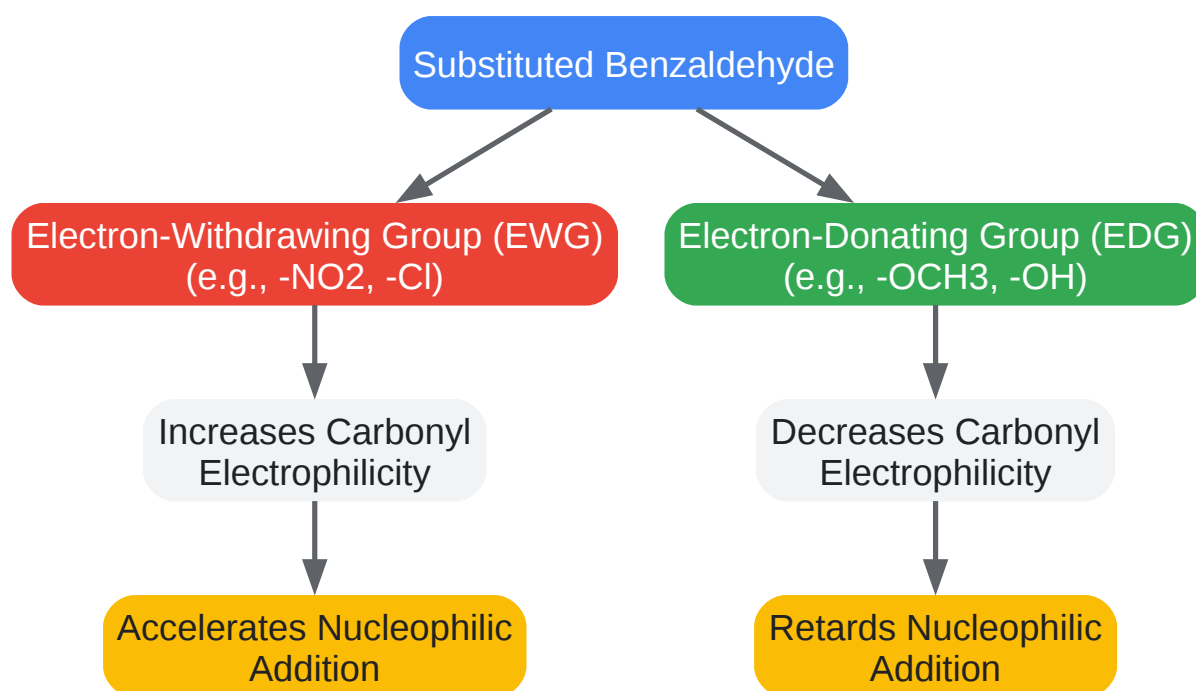 Substituted Benzaldehyde
Electron-Withdrawing Group (EWG)
(e.g., -NO2, -Cl)
Electron-Donating Group (EDG)
(e.g., -OCH3, -OH)
Increases Carbonyl
Electrophilicity
Decreases Carbonyl
Electrophilicity
Accelerates Nucleophilic
Addition
Retards Nucleophilic
Addition